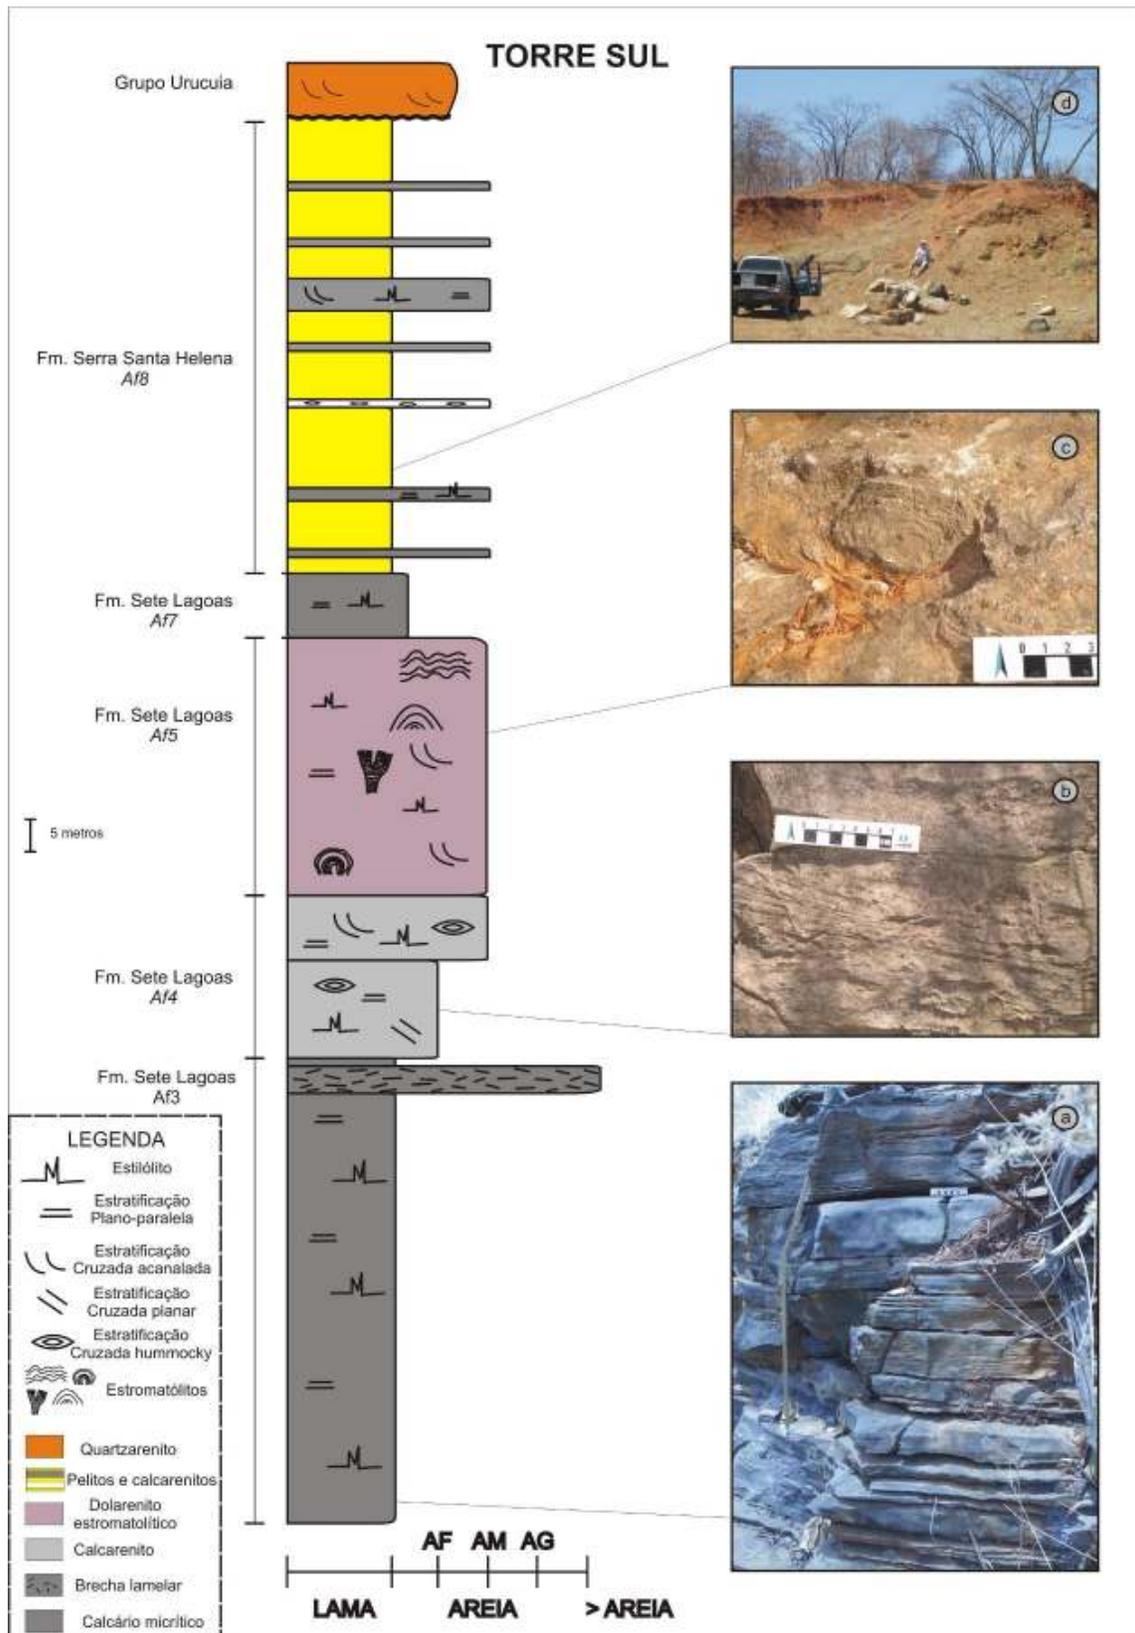 TORRE SUL
Grupo Urucuia
Fm. Serra Santa Helena
Af8
Fm. Sete Lagoas
Af7
Fm. Sete Lagoas
Af5
5 metros
Fm. Sete Lagoas
Af4
Fm. Sete Lagoas
Af3
LEGENDA
Estilólito
Estratificação
Plano-paralela
Estratificação
Cruzada acanalada
Estratificação
Cruzada planar
Estratificação
Cruzada hummocky
Estromatólitos
Quartzarenito
Pelitos e calcarenitos
Dolarenito
estromatolítico
Calcarenito
Brecha lamelar
Calcário micrítico
AF AM AG
LAMA AREIA > AREIA
d
c
0 1 2 3
b
a